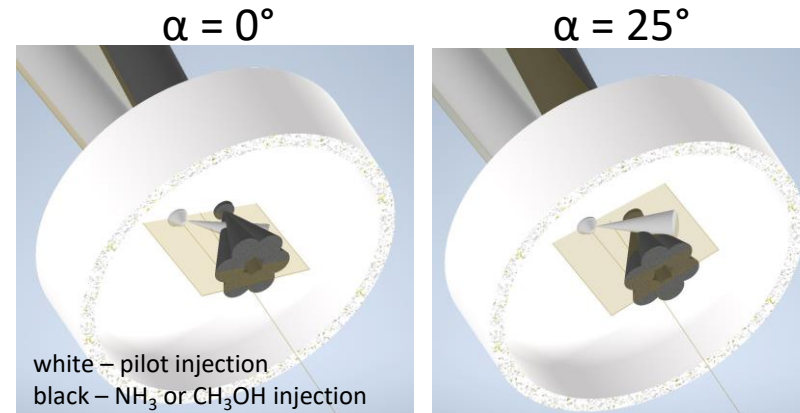 α = 0°
α = 25°
white – pilot injection
black – NH₃ or CH₃OH injection